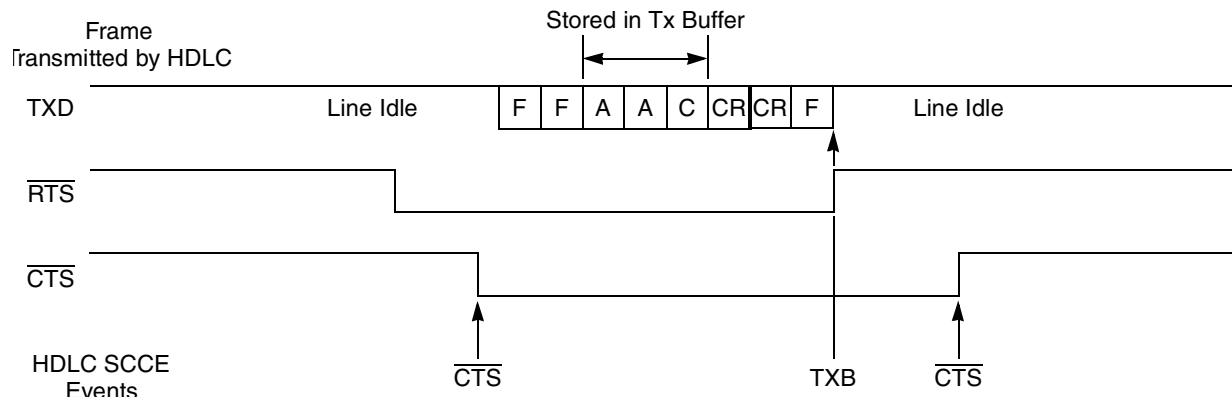 Frame
Transmitted by HDLC
Stored in Tx Buffer
TXD
Line Idle
F F A A C CR CR F
Line Idle
RTS
CTS
HDLC SCCE
Events
CTS
TXB
CTS